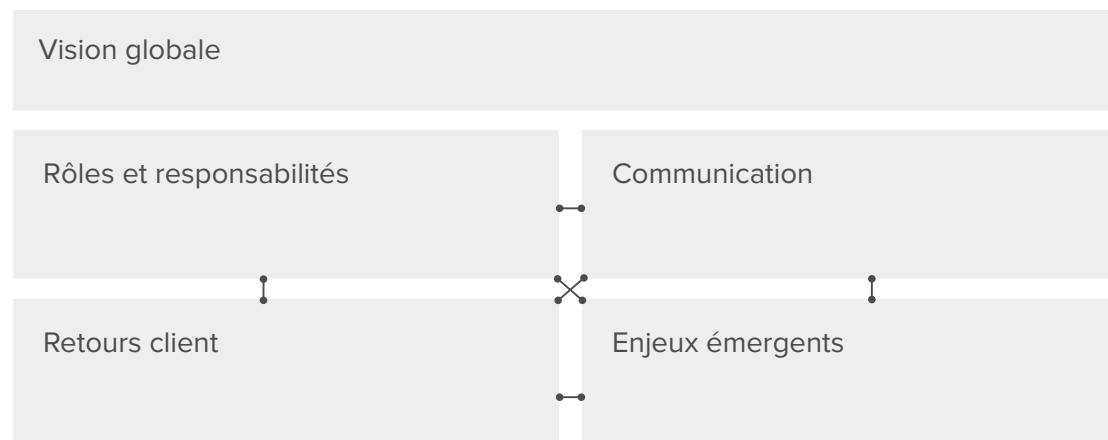 Vision globale
Rôles et responsabilités
Communication
Retours client
Enjeux émergents